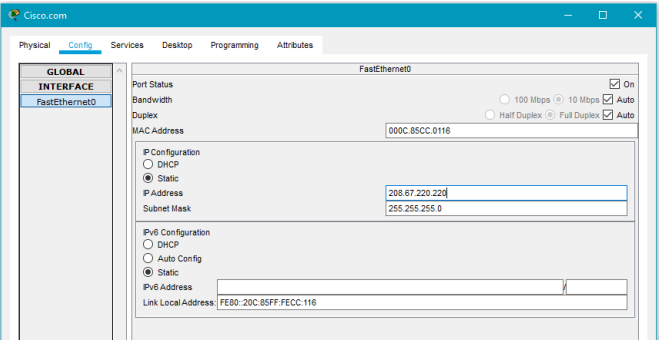 Cisco.com
Physical Config Services Desktop Programming Attributes
GLOBAL
INTERFACE
FastEthernet0
FastEthernet0
Port Status On
Bandwidth 100 Mbps 10 Mbps Auto
Duplex Half Duplex Full Duplex Auto
MAC Address 000C.85CC.0116
IP Configuration
DHCP
Static
IP Address 208.67.220.220
Subnet Mask 255.255.255.0
IPv6 Configuration
DHCP
Auto Config
Static
IPv6 Address /
Link Local Address: FE80::20C:85FF:FECC:116